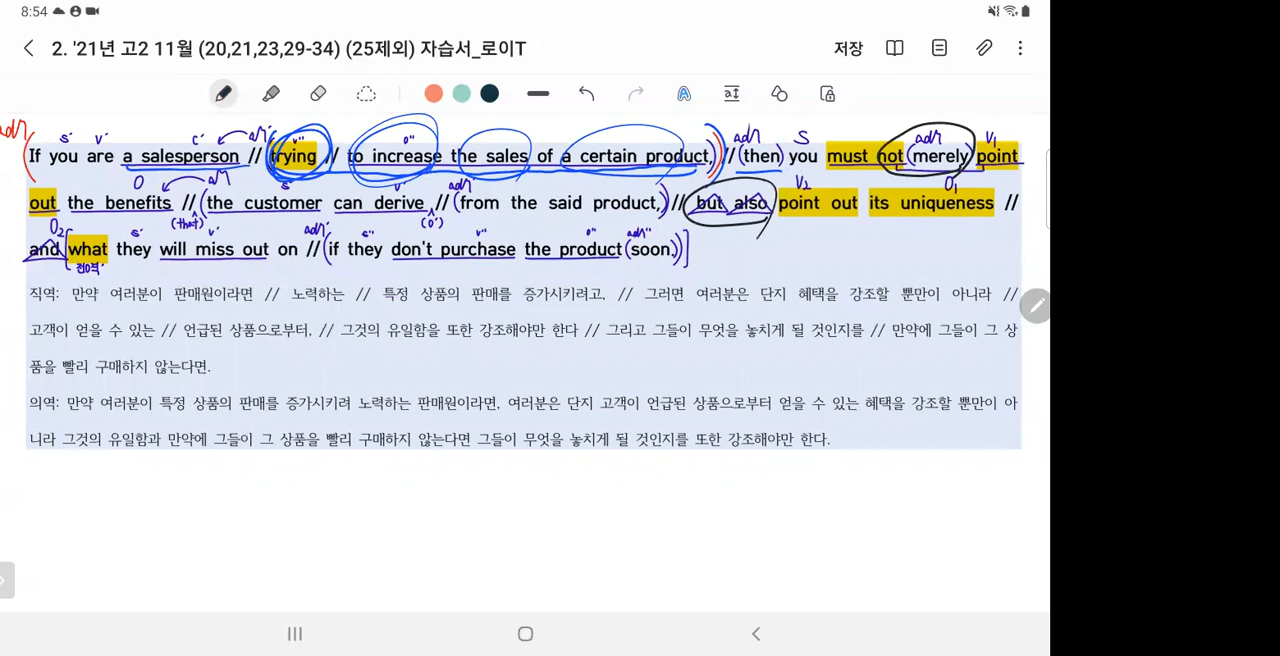 8:54
2. '21년 고2 11월 (20,21,23,29-34) (25제외) 자습서_로이T 저장
s' v' c' v" o" S V₁
If you are a salesperson // trying // to increase the sales of a certain product,) // (then) you must not (merely) point
O s' v' V₂ O₁
out the benefits // (the customer can derive // (from the said product,) // but also point out its uniqueness //
(that) (o')
O₂ s' v' s" v" o"
and [what they will miss out on // (if they don't purchase the product (soon.))]
직역: 만약 여러분이 판매원이라면 // 노력하는 // 특정 상품의 판매를 증가시키려고, // 그러면 여러분은 단지 혜택을 강조할 뿐만이 아니라 //
고객이 얻을 수 있는 // 언급된 상품으로부터, // 그것의 유일함을 또한 강조해야만 한다 // 그리고 그들이 무엇을 놓치게 될 것인지를 // 만약에 그들이 그 상
품을 빨리 구매하지 않는다면.
의역: 만약 여러분이 특정 상품의 판매를 증가시키려 노력하는 판매원이라면, 여러분은 단지 고객이 언급된 상품으로부터 얻을 수 있는 혜택을 강조할 뿐만이 아
니라 그것의 유일함과 만약에 그들이 그 상품을 빨리 구매하지 않는다면 그들이 무엇을 놓치게 될 것인지를 또한 강조해야만 한다.